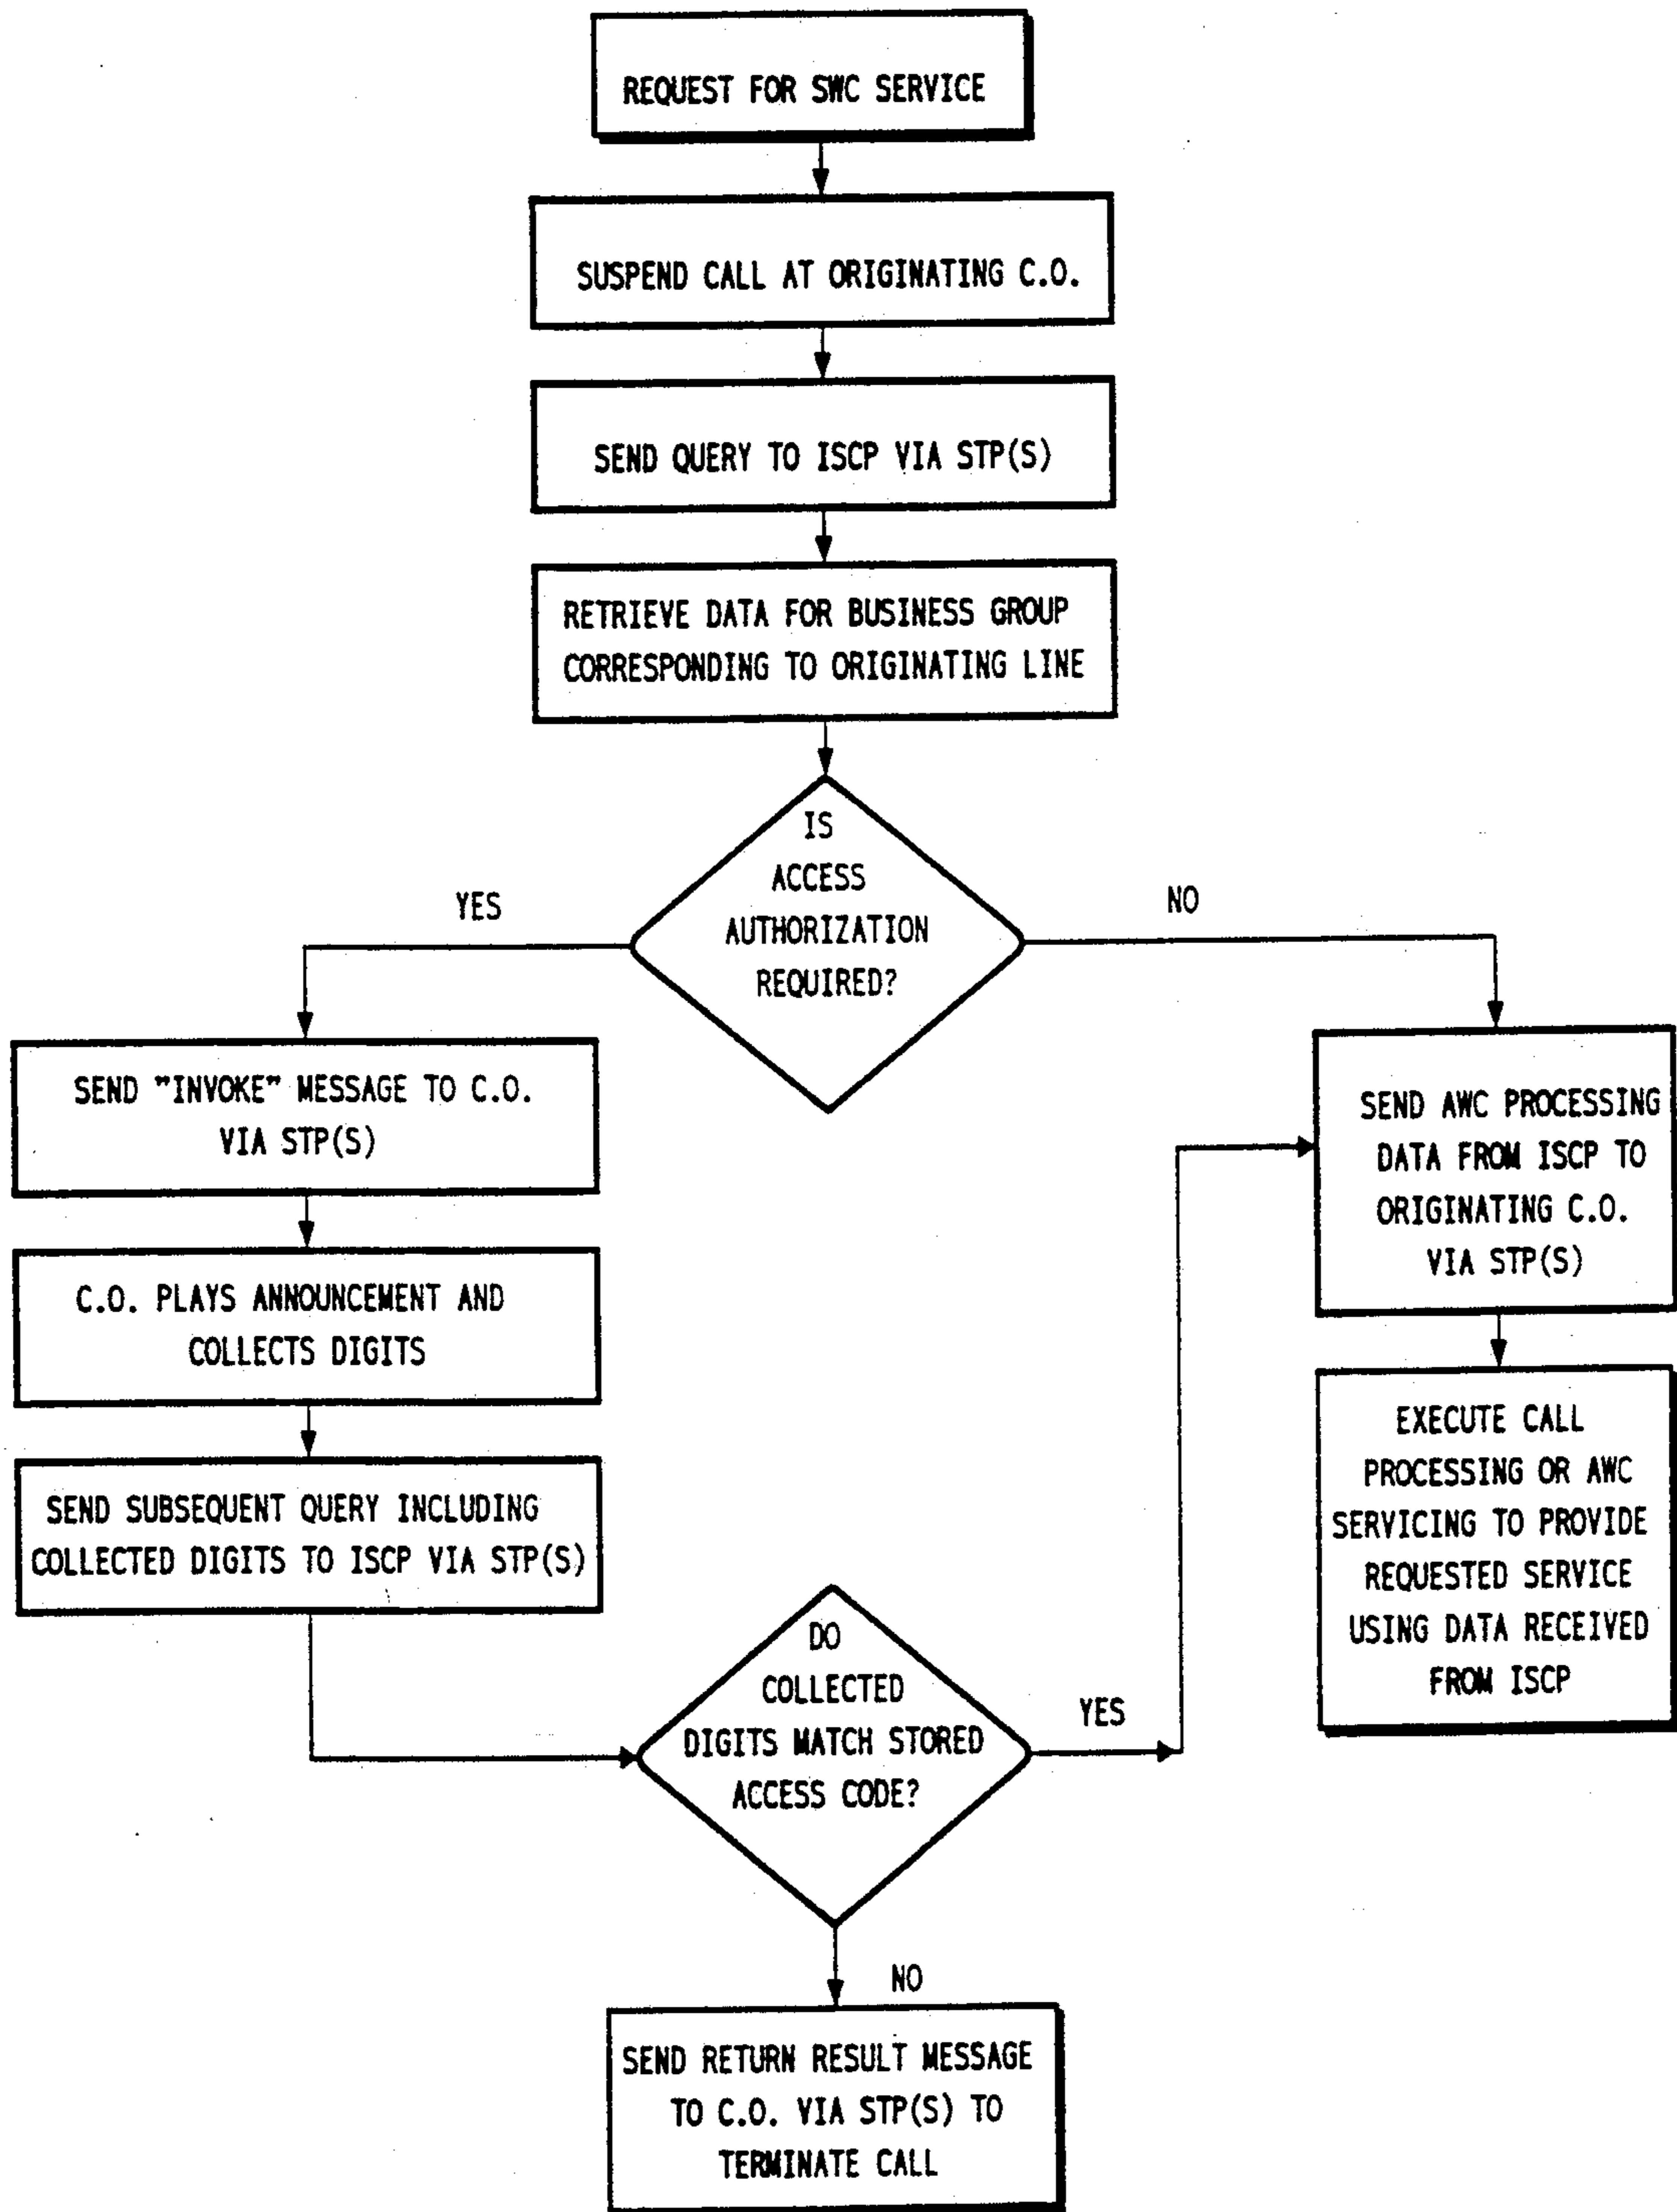 REQUEST FOR SWC SERVICE
SUSPEND CALL AT ORIGINATING C.O.
SEND QUERY TO ISCP VIA STP(S)
RETRIEVE DATA FOR BUSINESS GROUP
CORRESPONDING TO ORIGINATING LINE
IS
ACCESS
AUTHORIZATION
REQUIRED?
YES
NO
SEND "INVOKE" MESSAGE TO C.O.
VIA STP(S)
C.O. PLAYS ANNOUNCEMENT AND
COLLECTS DIGITS
SEND SUBSEQUENT QUERY INCLUDING
COLLECTED DIGITS TO ISCP VIA STP(S)
DO
COLLECTED
DIGITS MATCH STORED
ACCESS CODE?
YES
NO
SEND AWC PROCESSING
DATA FROM ISCP TO
ORIGINATING C.O.
VIA STP(S)
EXECUTE CALL
PROCESSING OR AWC
SERVICING TO PROVIDE
REQUESTED SERVICE
USING DATA RECEIVED
FROM ISCP
SEND RETURN RESULT MESSAGE
TO C.O. VIA STP(S) TO
TERMINATE CALL